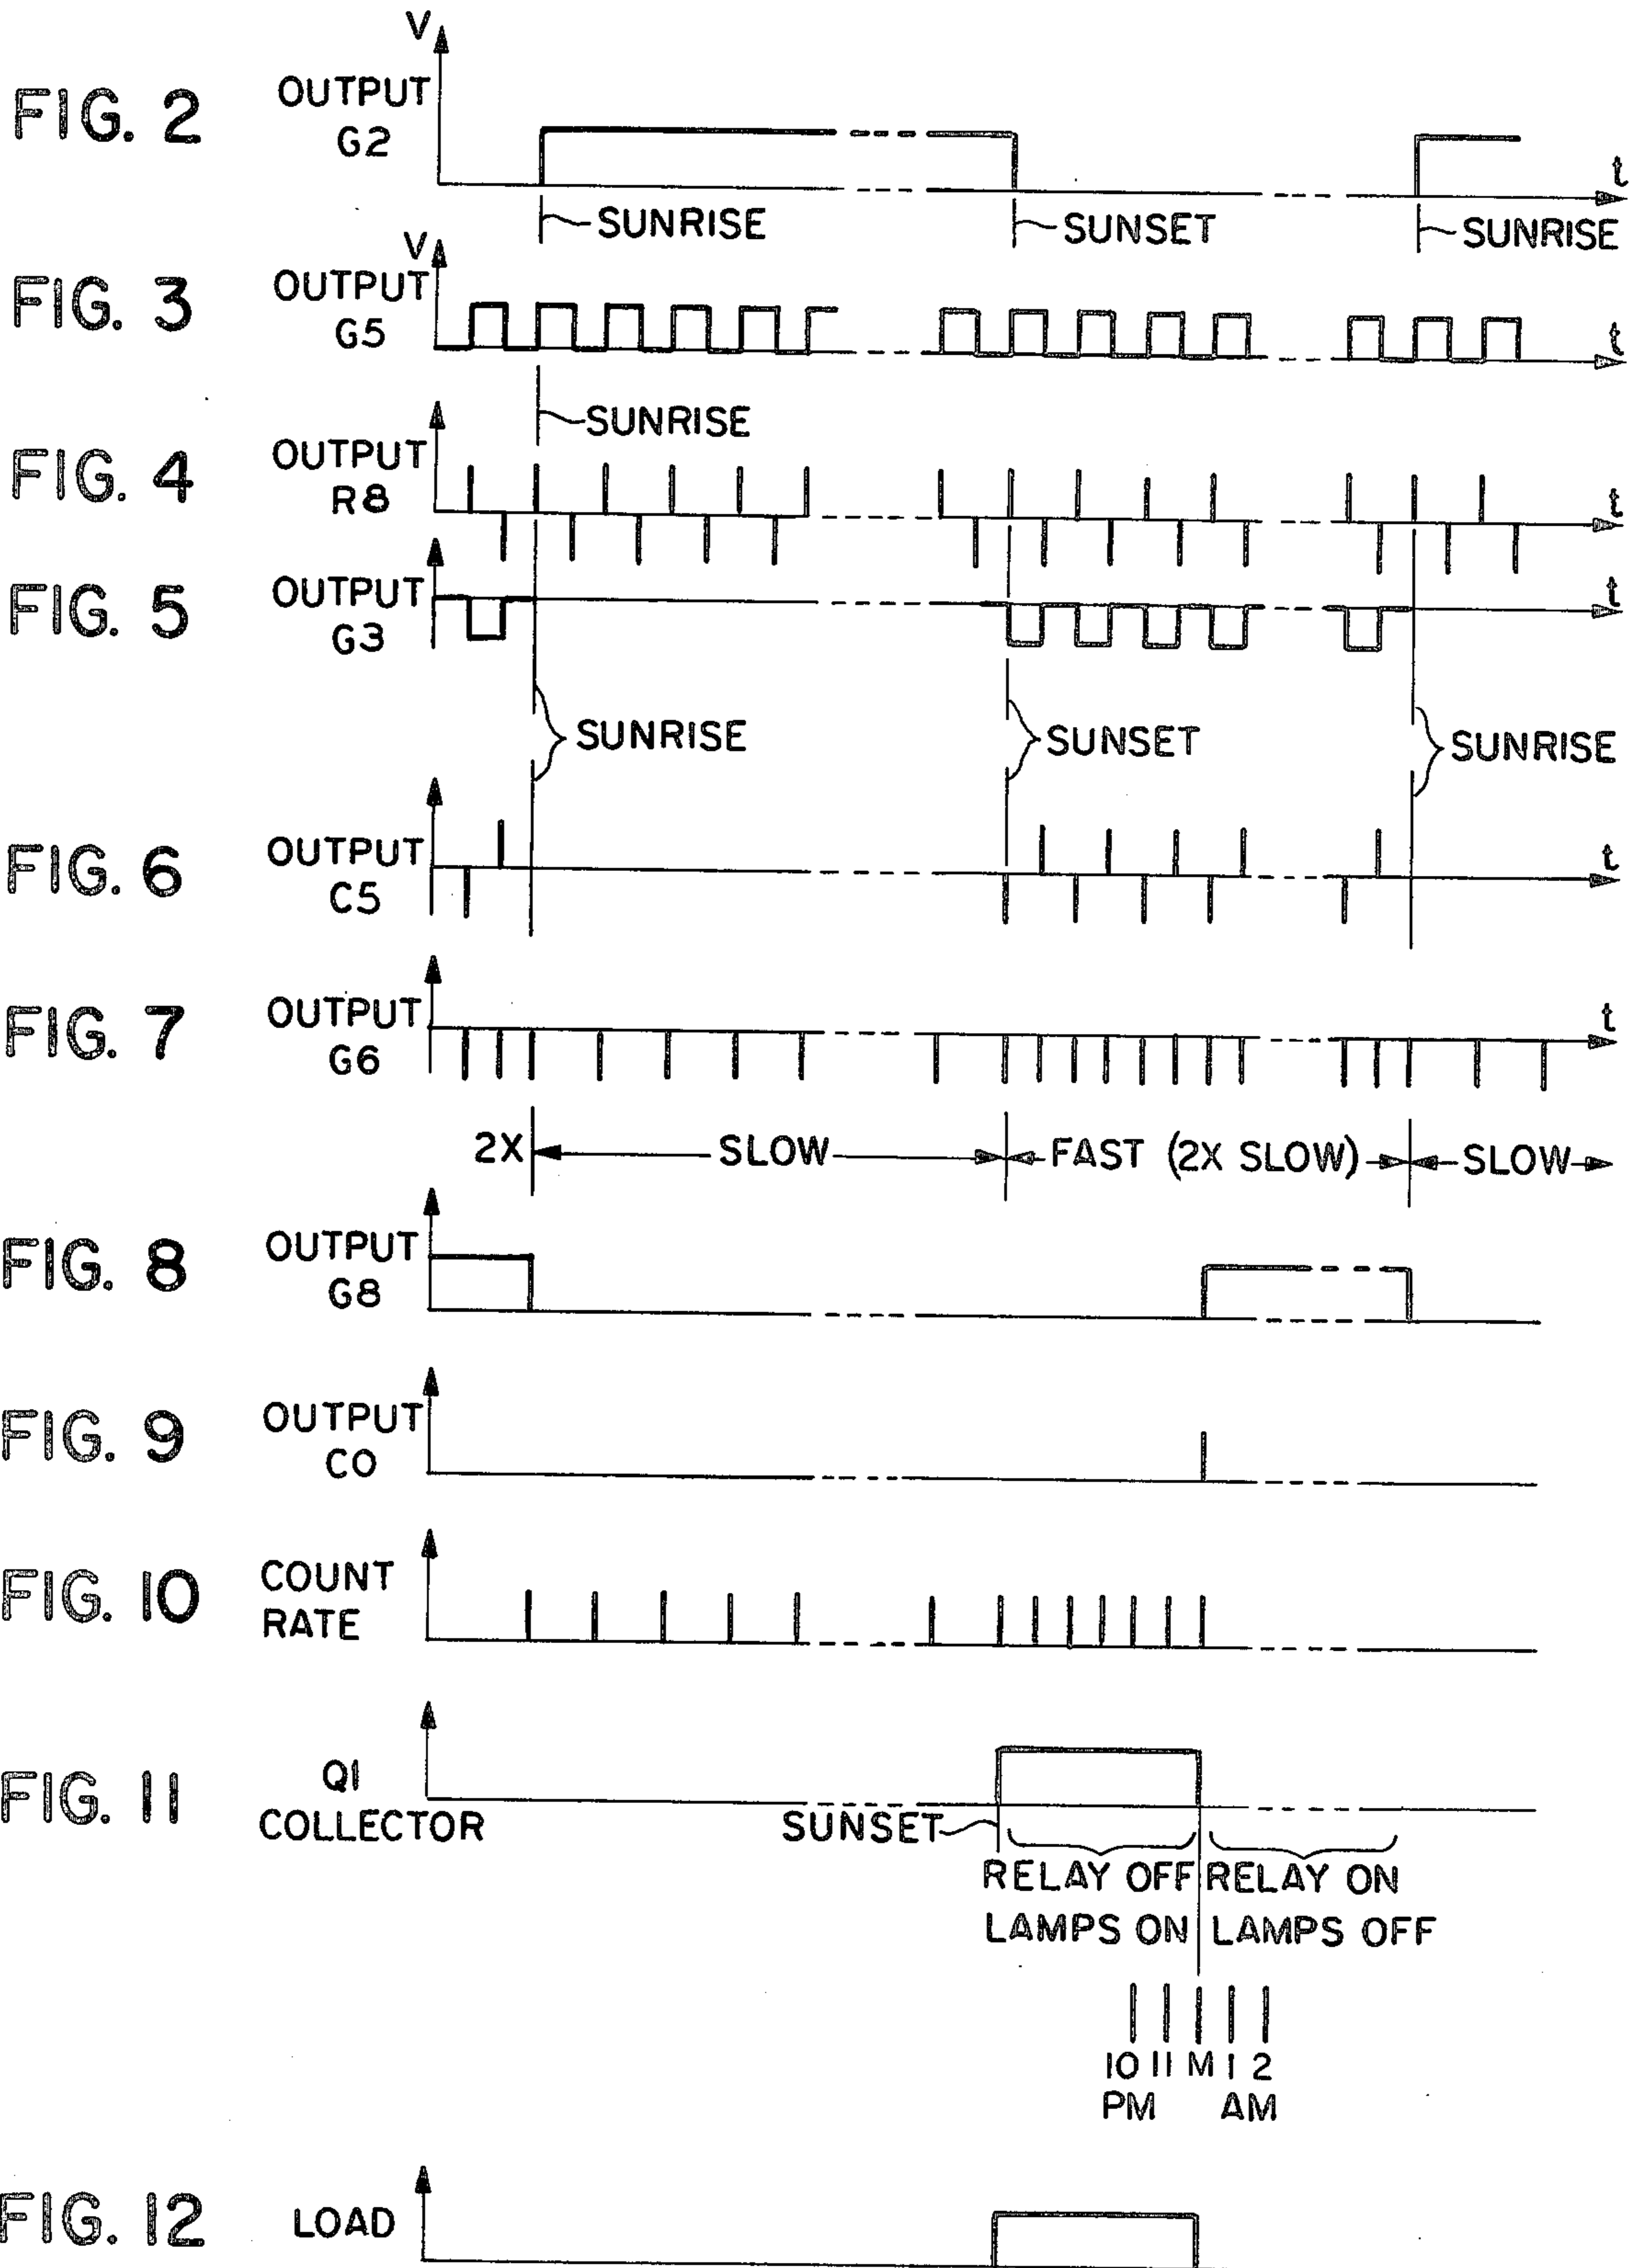 V
FIG. 2
OUTPUT
G2
t
SUNRISE
SUNSET
SUNRISE
V
FIG. 3
OUTPUT
G5
t
SUNRISE
FIG. 4
OUTPUT
R8
t
FIG. 5
OUTPUT
G3
t
SUNRISE
SUNSET
SUNRISE
FIG. 6
OUTPUT
C5
t
FIG. 7
OUTPUT
G6
t
2X
SLOW
FAST (2X SLOW)
SLOW
FIG. 8
OUTPUT
G8
FIG. 9
OUTPUT
CO
FIG. 10
COUNT
RATE
FIG. 11
Q1
COLLECTOR
SUNSET
RELAY OFF RELAY ON
LAMPS ON LAMPS OFF
10 11 M 1 2
PM AM
FIG. 12
LOAD